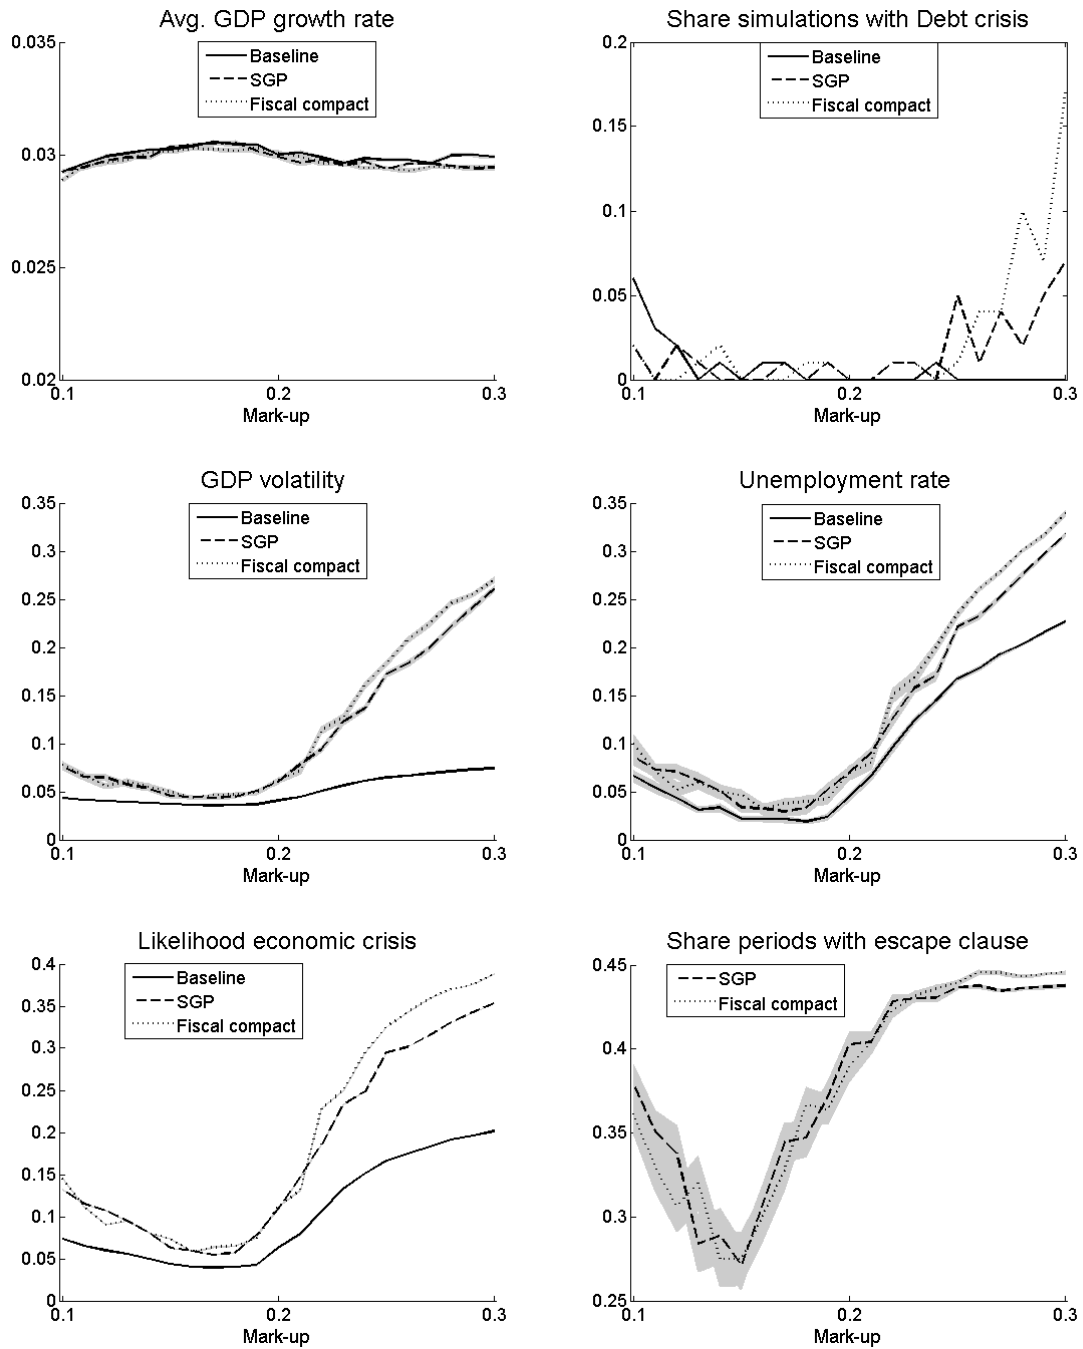 Avg. GDP growth rate
0.035
0.03
0.025
0.02
Baseline
SGP
Fiscal compact
0.1
0.2
0.3
Mark-up
Share simulations with Debt crisis
0.2
0.15
0.1
0.05
0
Baseline
SGP
Fiscal compact
0.1
0.2
0.3
Mark-up
GDP volatility
0.35
0.3
0.25
0.2
0.15
0.1
0.05
0
Baseline
SGP
Fiscal compact
0.1
0.2
0.3
Mark-up
Unemployment rate
0.35
0.3
0.25
0.2
0.15
0.1
0.05
0
Baseline
SGP
Fiscal compact
0.1
0.2
0.3
Mark-up
Likelihood economic crisis
0.4
0.35
0.3
0.25
0.2
0.15
0.1
0.05
0
Baseline
SGP
Fiscal compact
0.1
0.2
0.3
Mark-up
Share periods with escape clause
0.45
0.4
0.35
0.3
0.25
SGP
Fiscal compact
0.1
0.2
0.3
Mark-up